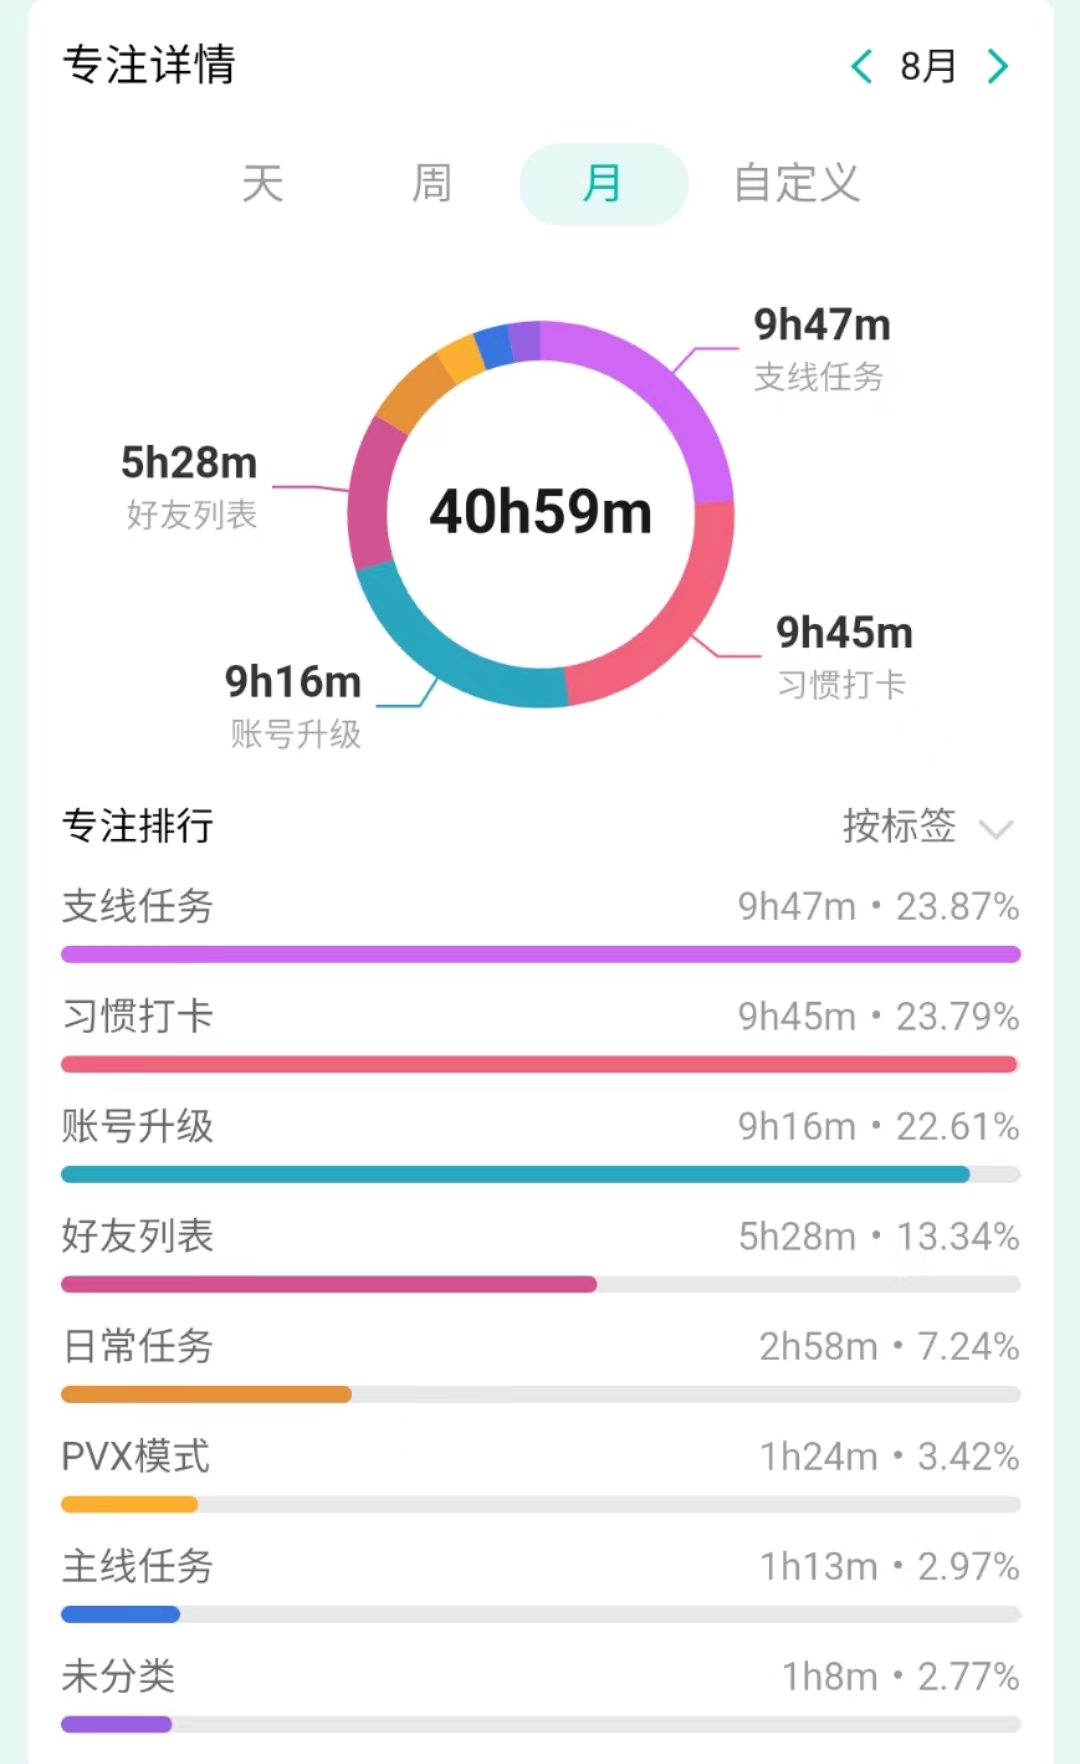 专注详情
8月
天 周 月 自定义
9h47m
支线任务
5h28m
好友列表
40h59m
9h45m
习惯打卡
9h16m
账号升级
专注排行 按标签
支线任务 9h47m • 23.87%
习惯打卡 9h45m • 23.79%
账号升级 9h16m • 22.61%
好友列表 5h28m • 13.34%
日常任务 2h58m • 7.24%
PVX模式 1h24m • 3.42%
主线任务 1h13m • 2.97%
未分类 1h8m • 2.77%